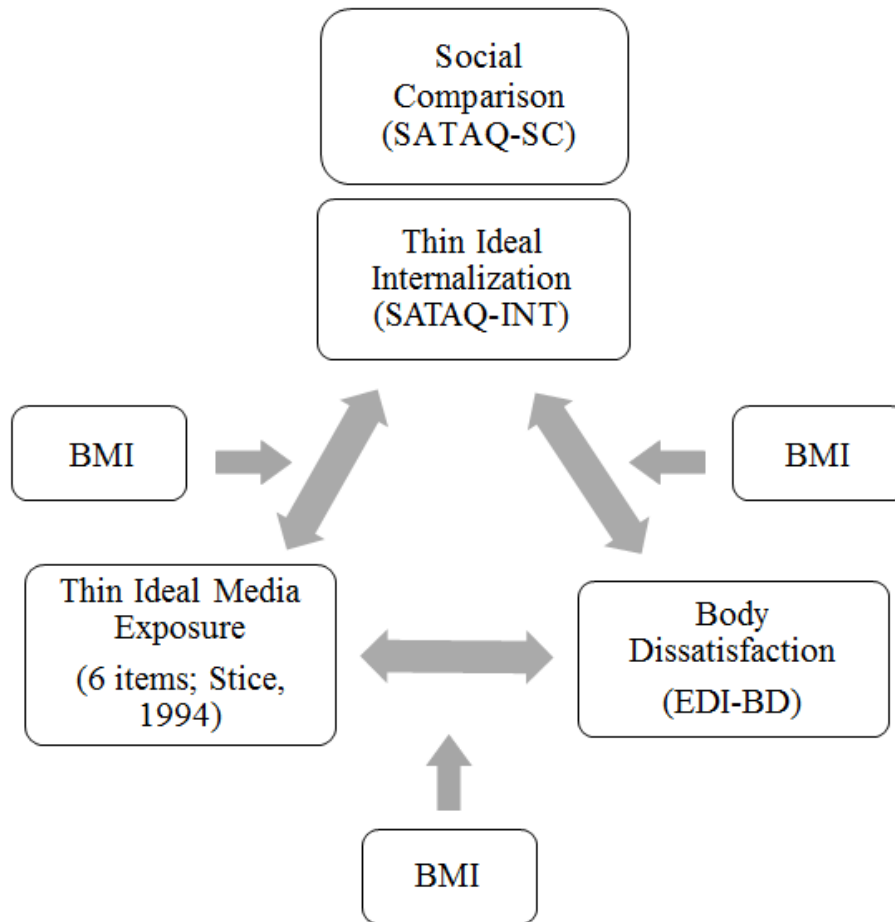 Social
Comparison
(SATAQ-SC)
Thin Ideal
Internalization
(SATAQ-INT)
BMI
BMI
Thin Ideal Media
Exposure
(6 items; Stice,
1994)
Body
Dissatisfaction
(EDI-BD)
BMI